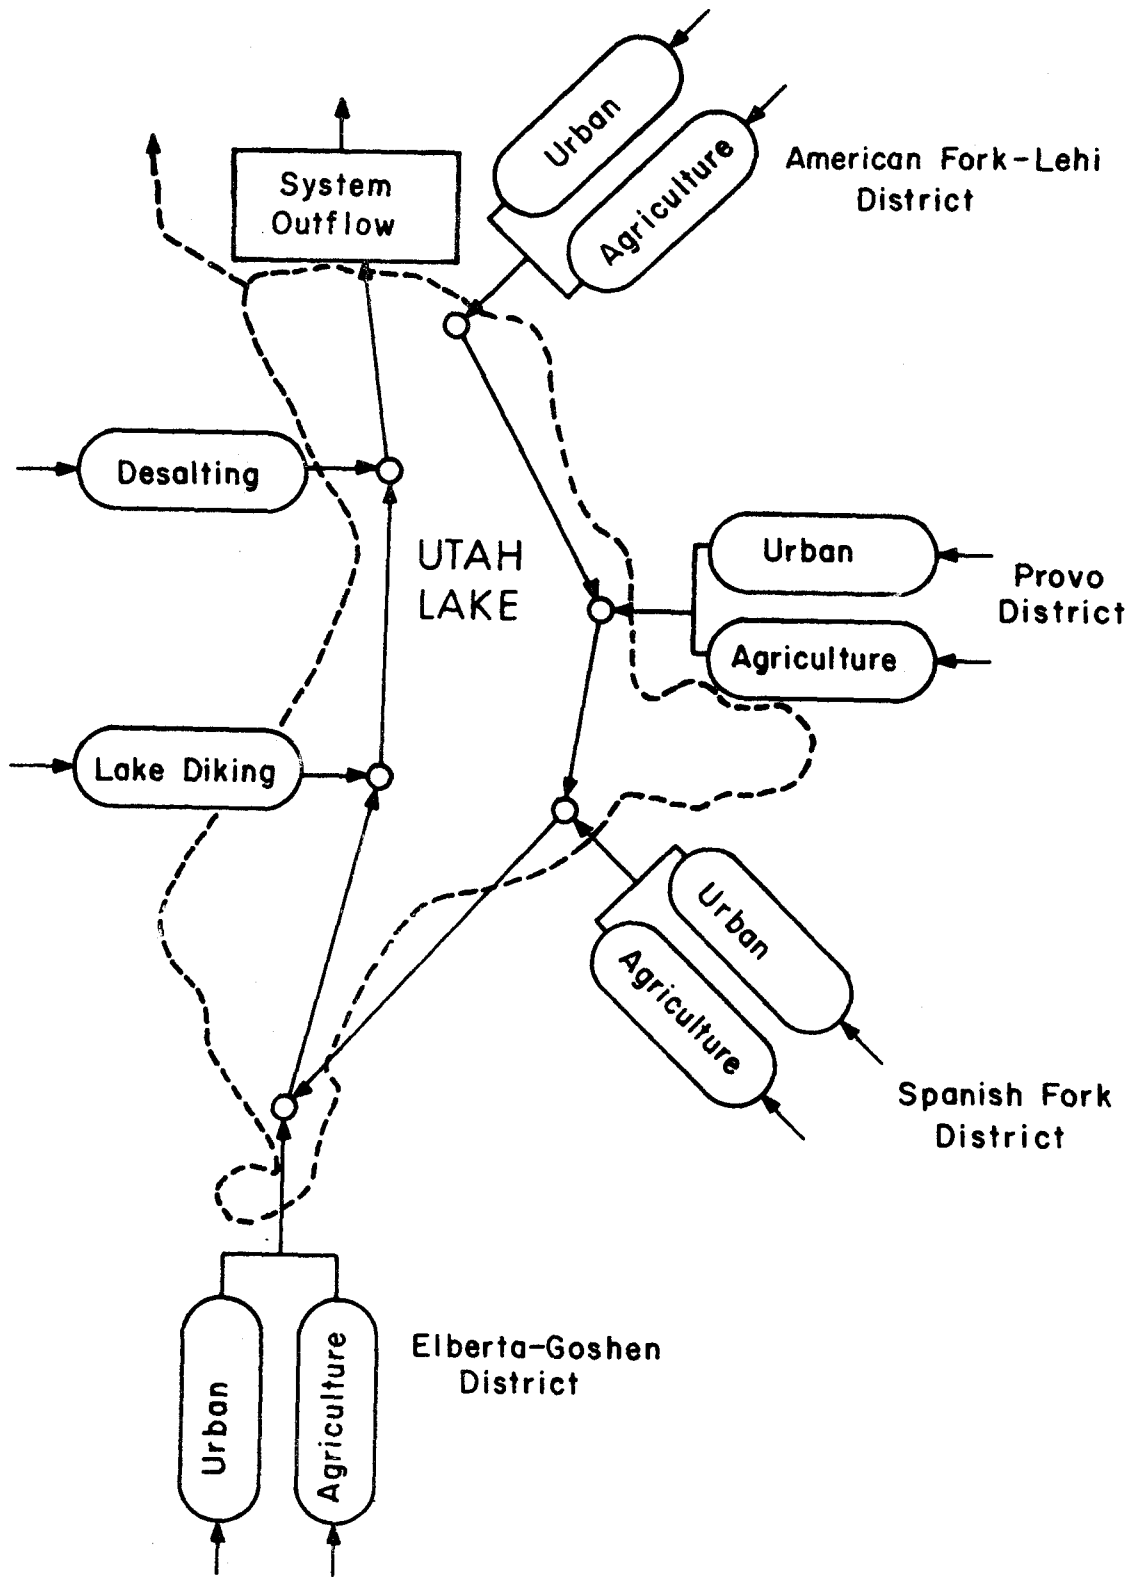 Urban
Agriculture
American Fork-Lehi
District
System
Outflow
Desalting
UTAH
LAKE
Urban
Agriculture
Provo
District
Lake Diking
Urban
Agriculture
Spanish Fork
District
Urban
Agriculture
Elberta-Goshen
District